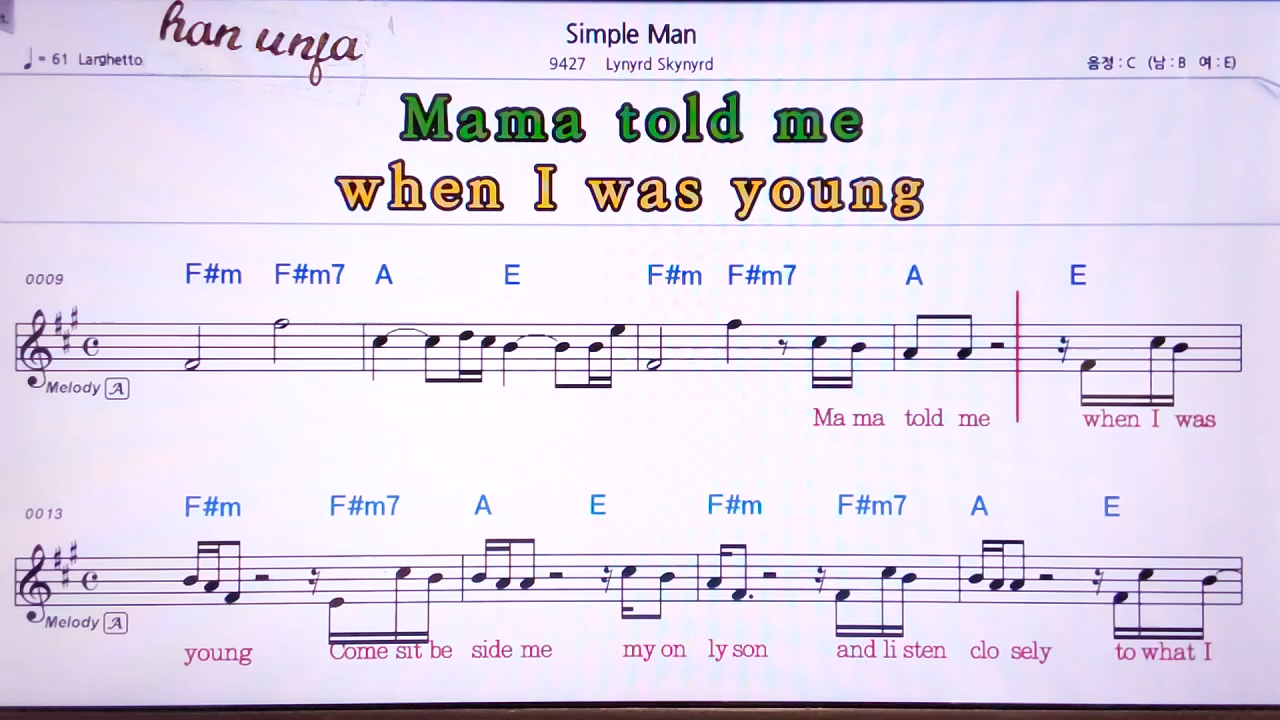 han unja
Simple Man
♩= 61 Larghetto
9427 Lynyrd Skynyrd
음정 : C (남 : B 여 : E)
Mama told me
when I was young
0009 F#m F#m7 A E F#m F#m7 A E
Melody A
Ma ma told me when I was
0013 F#m F#m7 A E F#m F#m7 A E
Melody A
young Come sit be side me my on ly son and li sten clo sely to what I